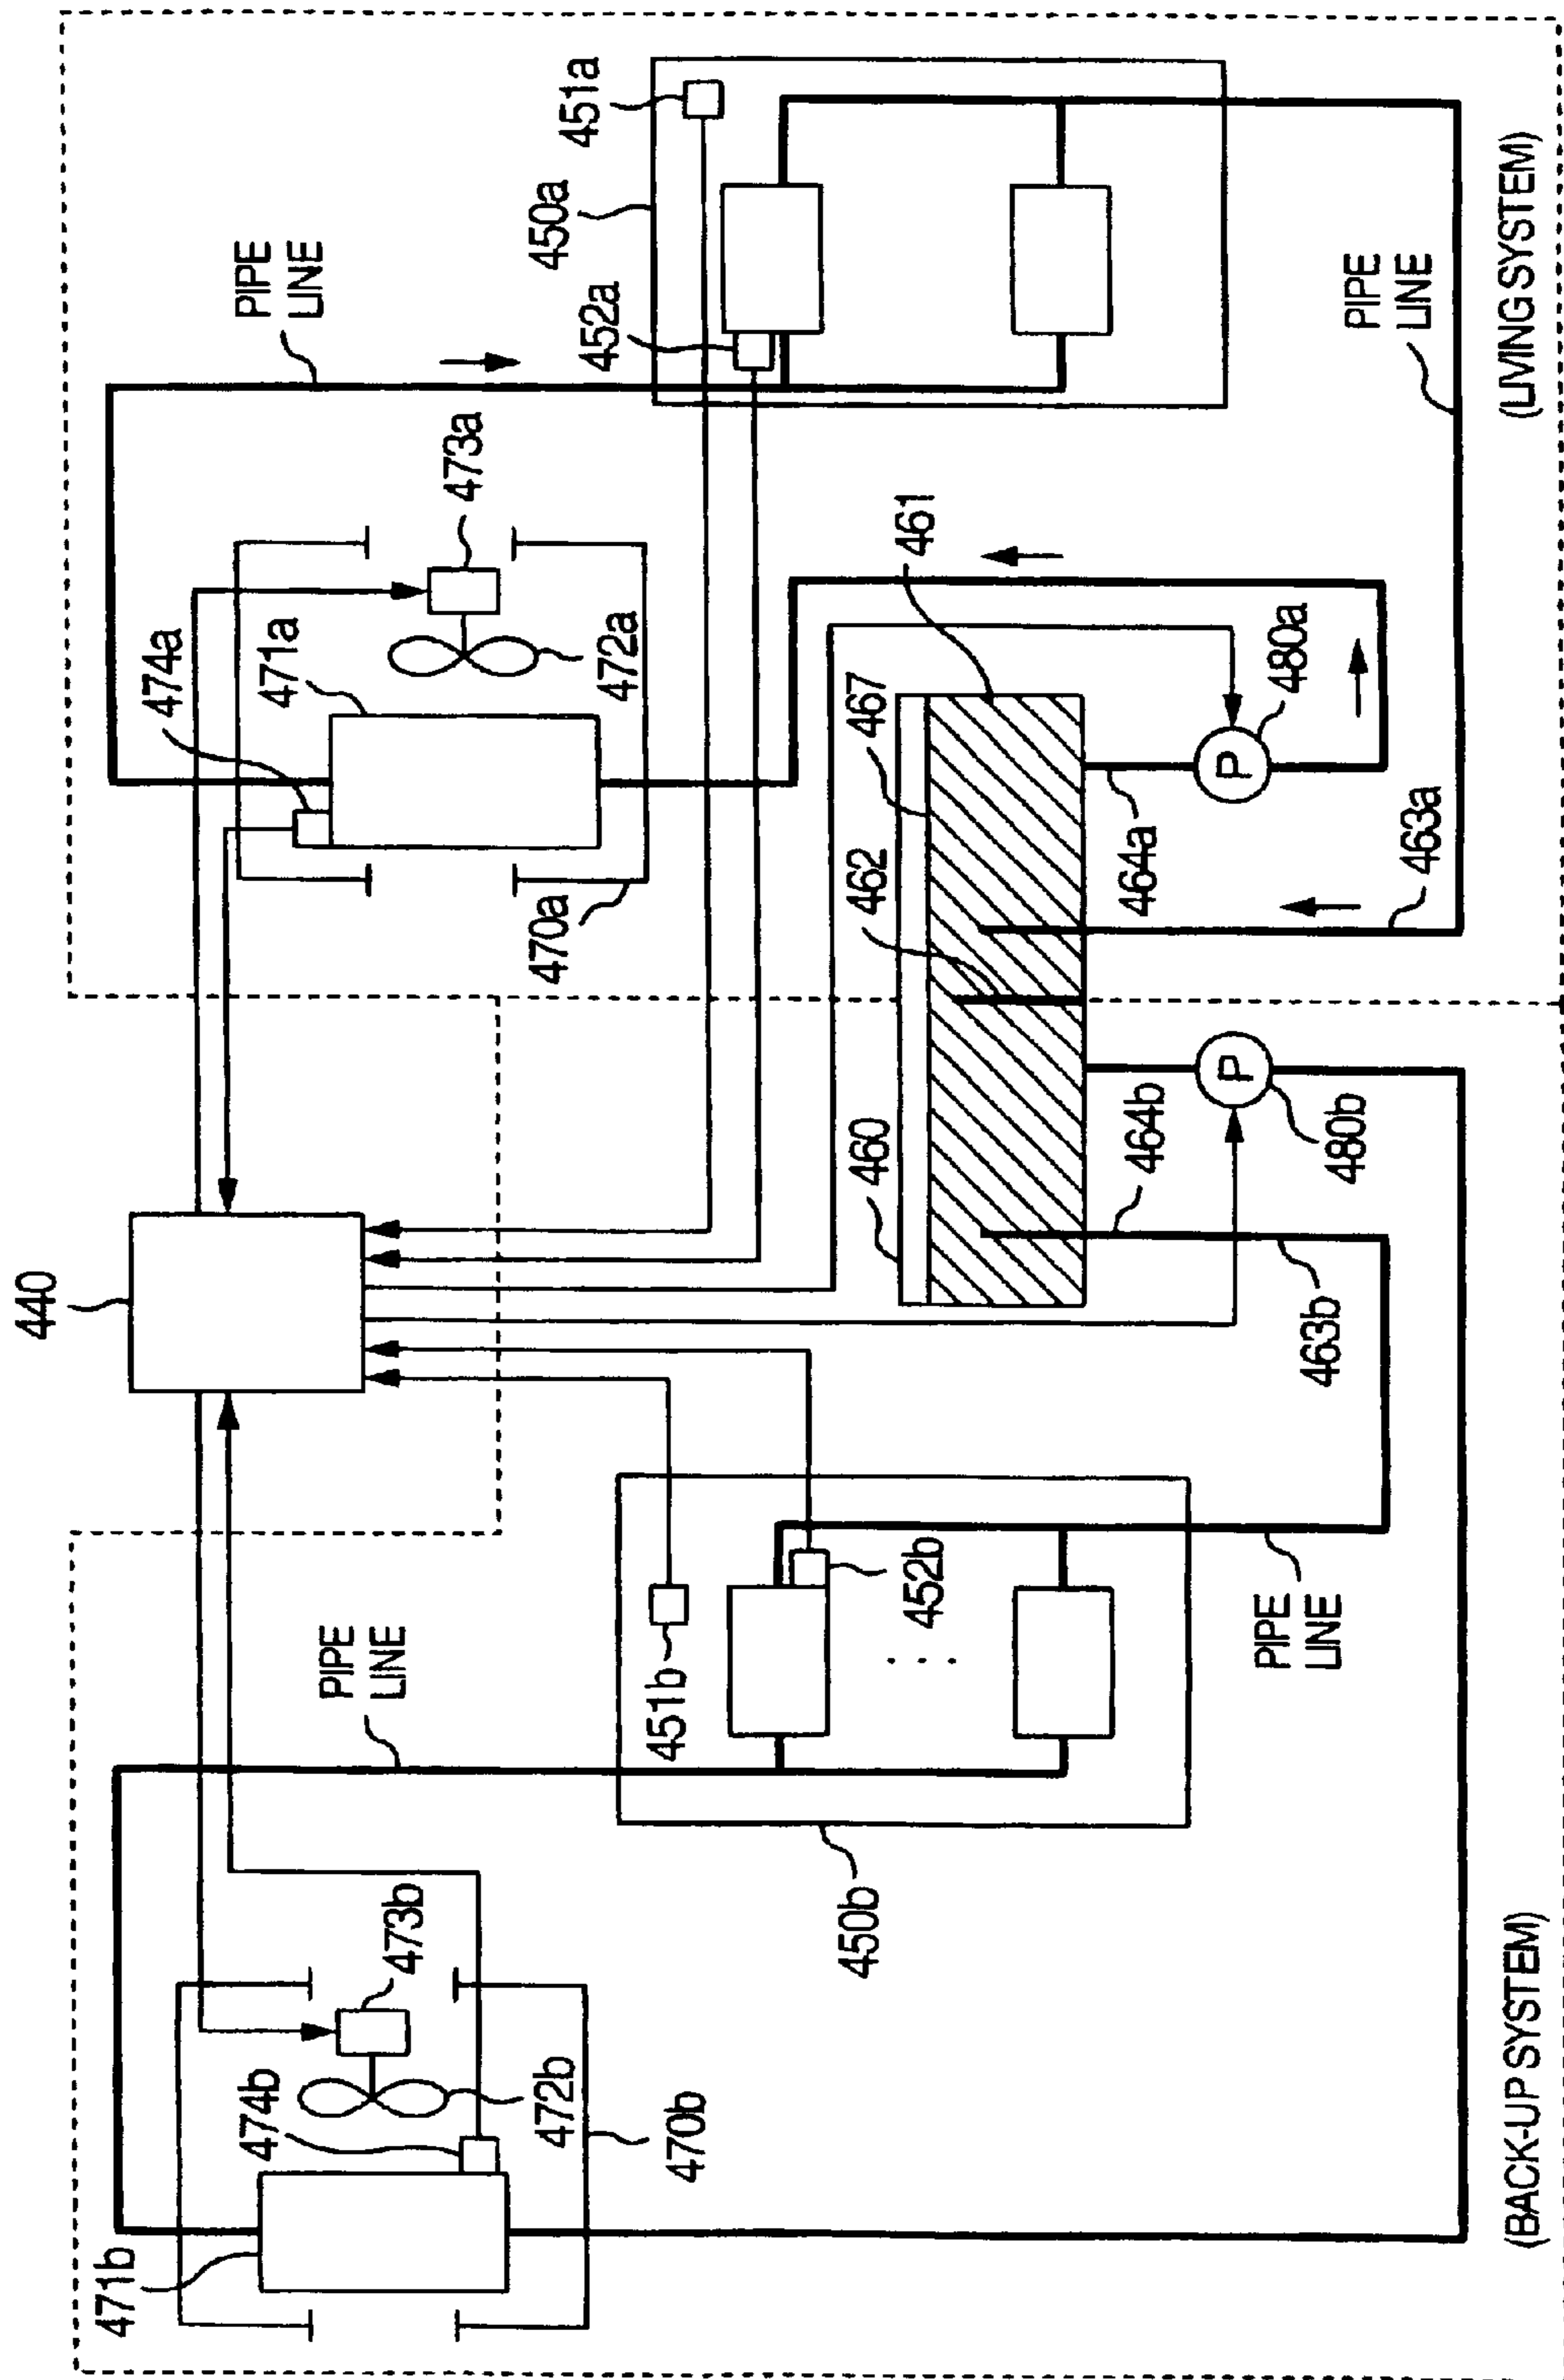 440
471b
474b
473b
472b
470b
PIPE
LINE
451b
452b
450b
PIPE
LINE
463b
464b
480b
460
462
467
461
464a
463a
480a
470a
474a
471a
473a
472a
PIPE
LINE
452a
450a
451a
PIPE
LINE
(BACK-UP SYSTEM)
(LIVING SYSTEM)
P
P